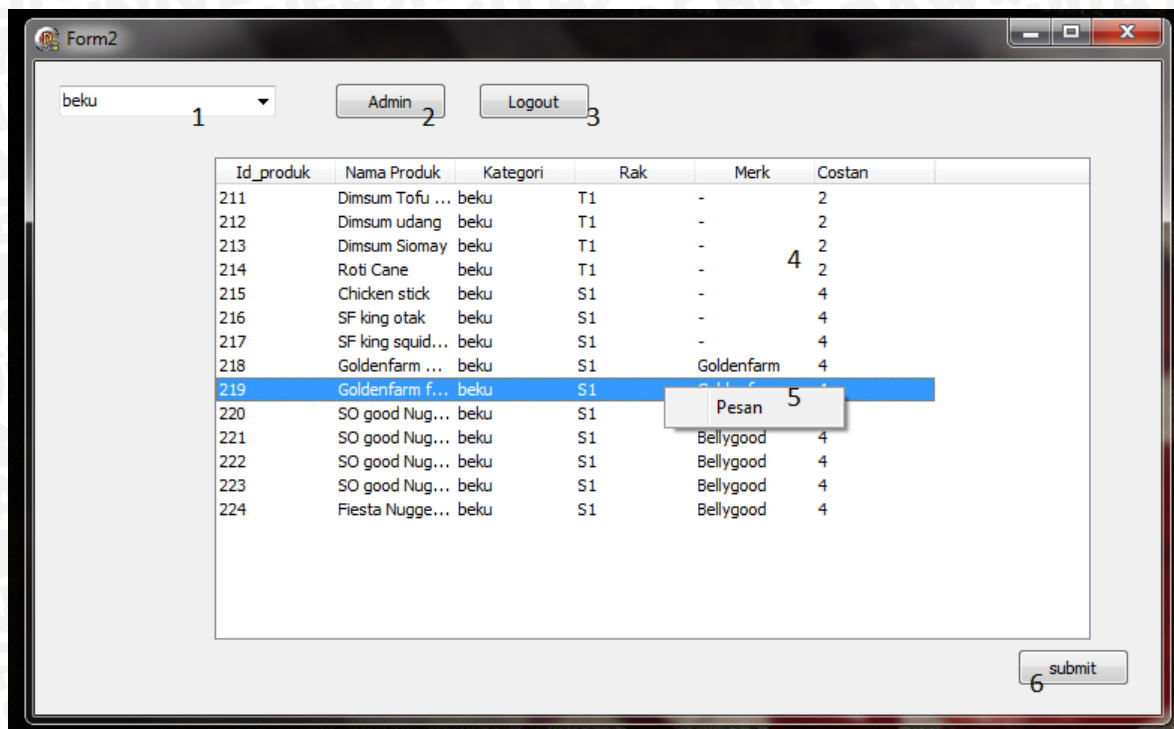 Form2
beku 1 Admin 2 Logout 3
Id_produk Nama Produk Kategori Rak Merk Costan
211 Dimsum Tofu ... beku T1 - 2
212 Dimsum udang beku T1 - 2
213 Dimsum Siomay beku T1 - 2
4
214 Roti Cane beku T1 - 2
215 Chicken stick beku S1 - 4
216 SF king otak beku S1 - 4
217 SF king squid... beku S1 - 4
218 Goldenfarm ... beku S1 Goldenfarm 4
219 Goldenfarm f... beku S1
Pesan 5
220 SO good Nug... beku S1
221 SO good Nug... beku S1 Bellygood 4
222 SO good Nug... beku S1 Bellygood 4
223 SO good Nug... beku S1 Bellygood 4
224 Fiesta Nugge... beku S1 Bellygood 4
submit
6